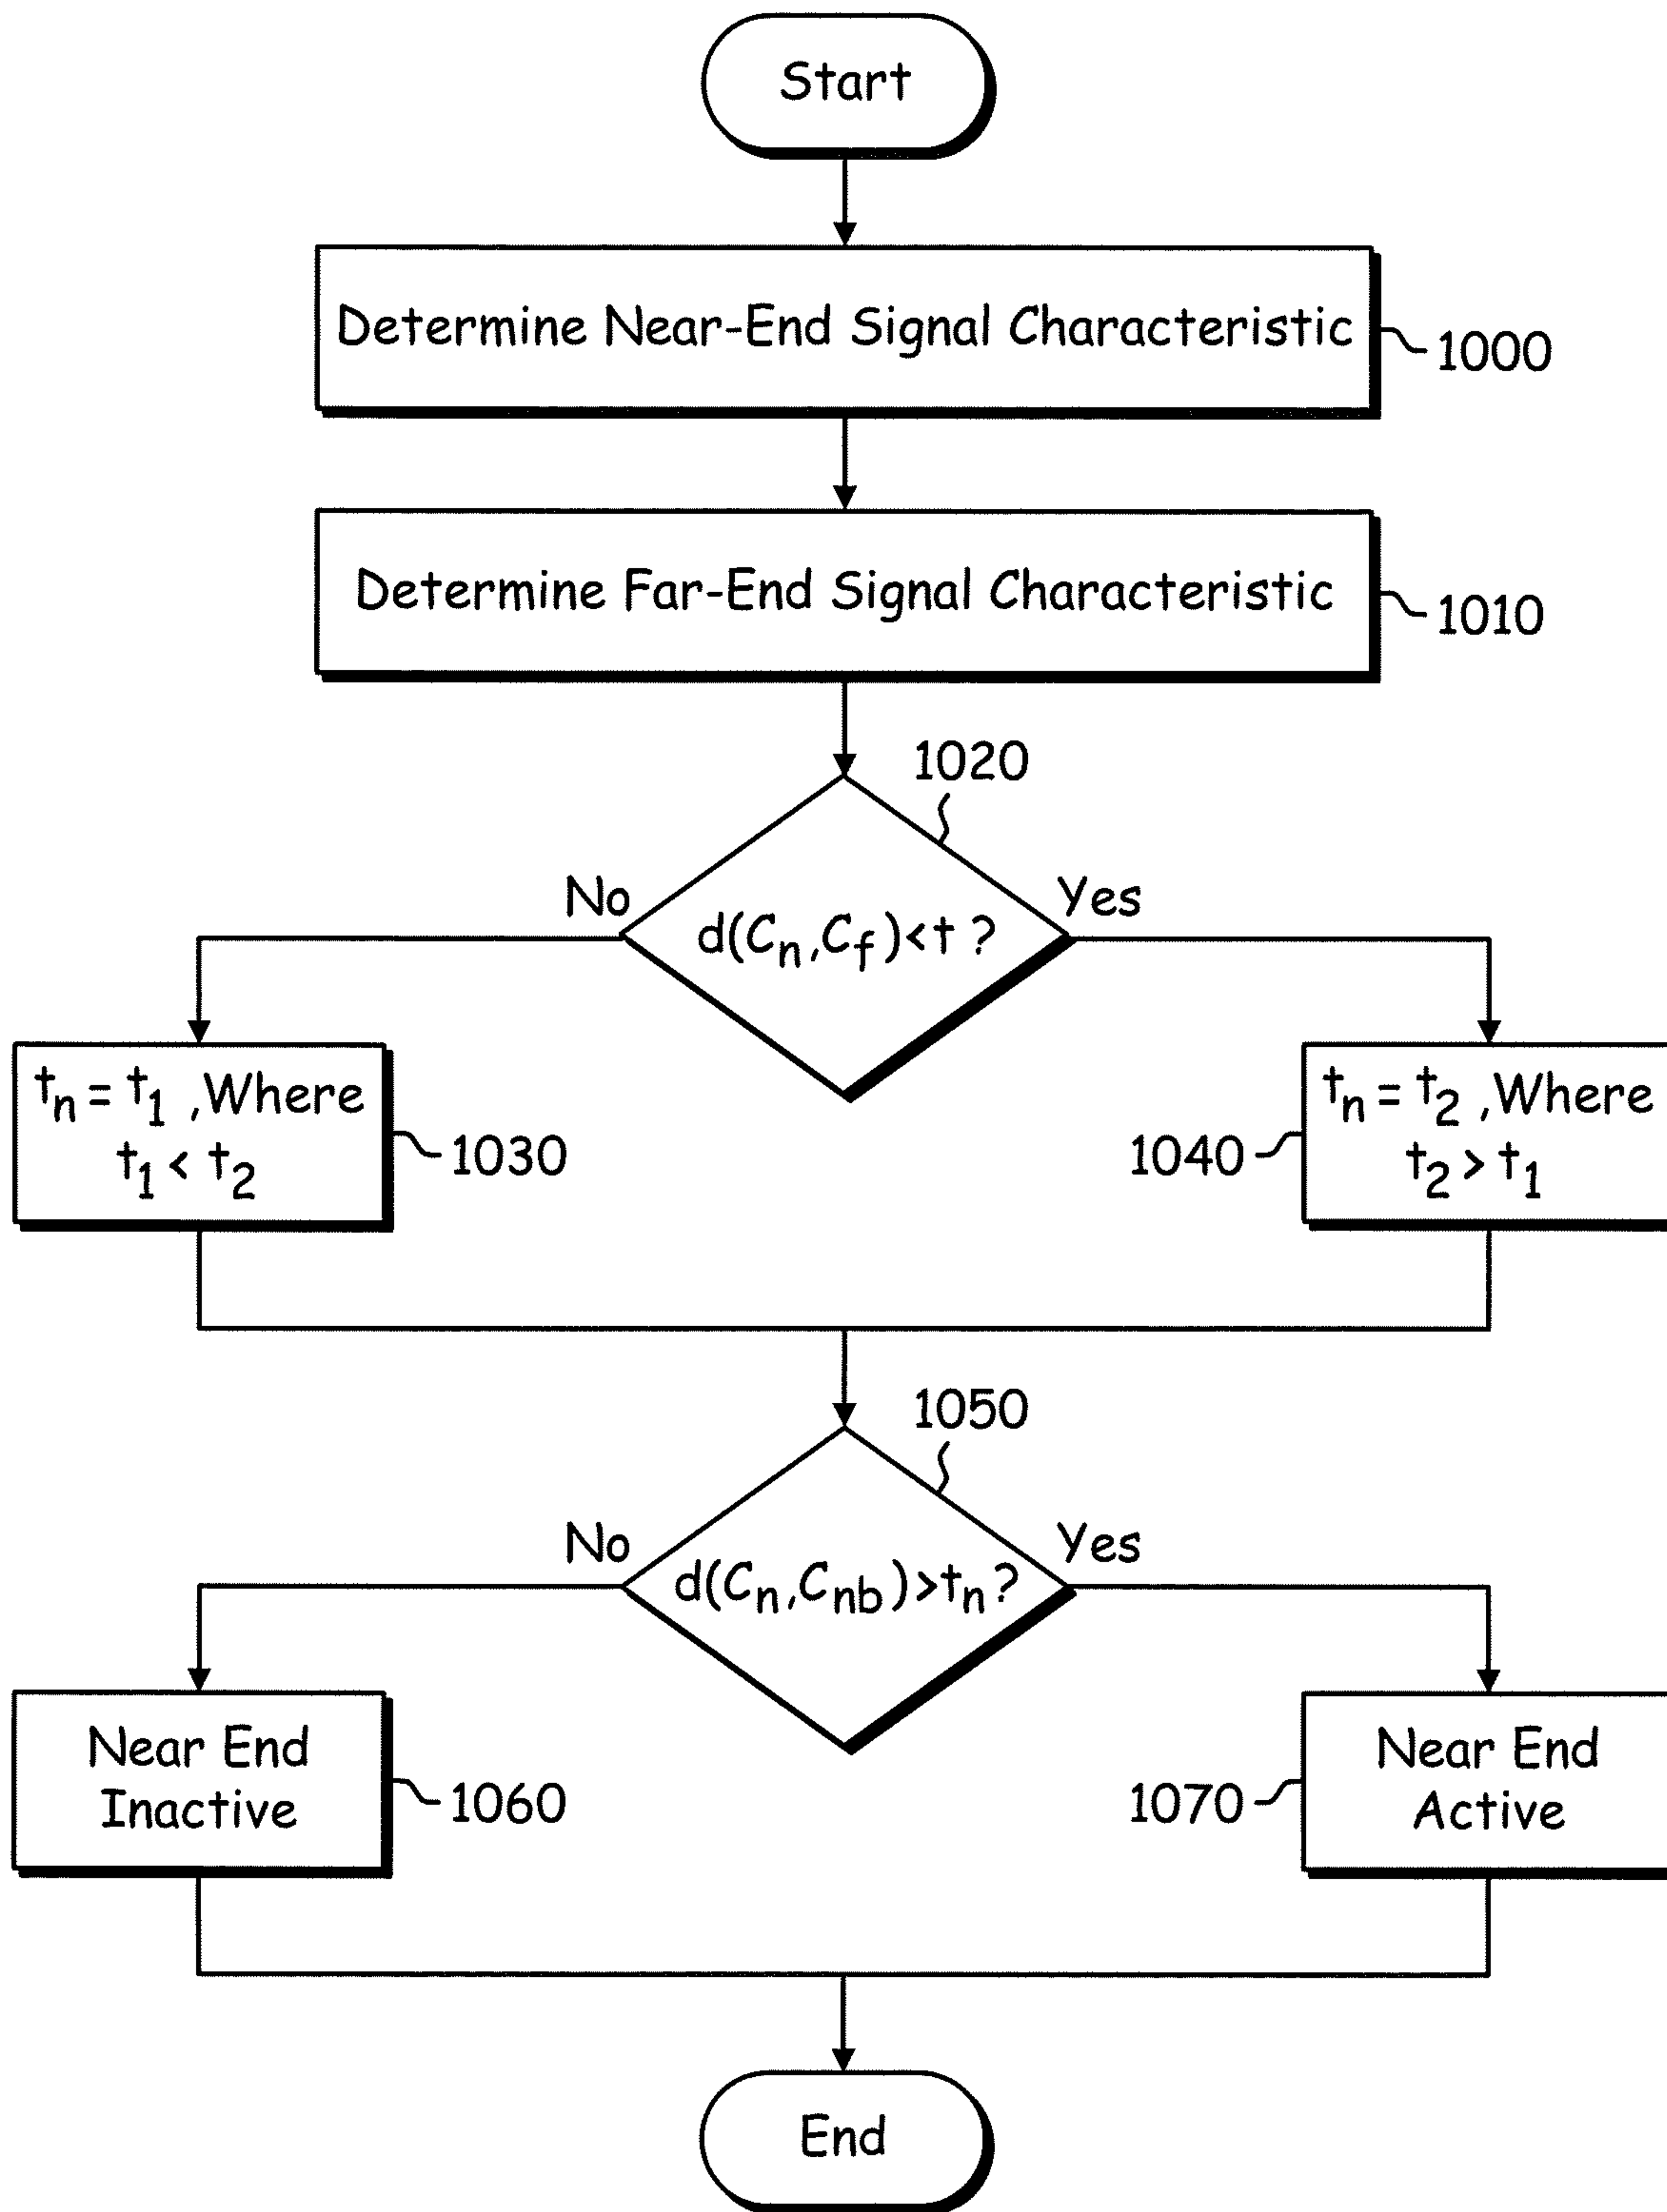 Start
Determine Near-End Signal Characteristic
1000
Determine Far-End Signal Characteristic
1010
1020
No
Yes
d(Cn,Cf)<t ?
tn = t1 ,Where
t1 < t2
1030
1040
tn = t2 ,Where
t2 > t1
1050
No
Yes
d(Cn,Cnb)>tn?
Near End
Inactive
1060
1070
Near End
Active
End